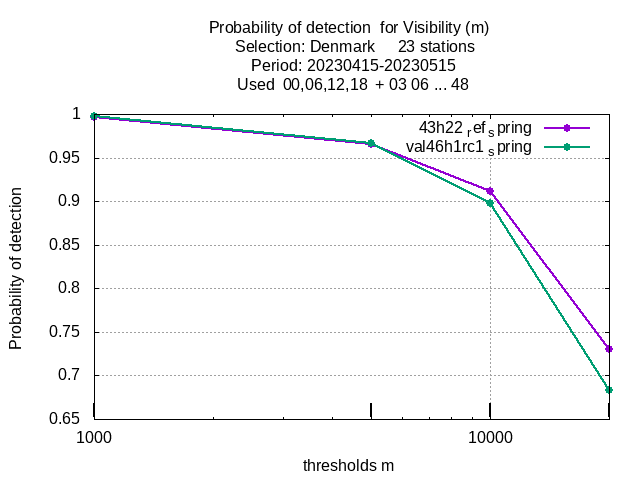 Probability of detection  for Visibility (m)
Selection: Denmark     23 stations
Period: 20230415-20230515
Used  00,06,12,18  + 03 06 ... 48
43h22 ref spring
val46h1rc1 spring
Probability of detection
1
0.95
0.9
0.85
0.8
0.75
0.7
0.65
1000
10000
thresholds m